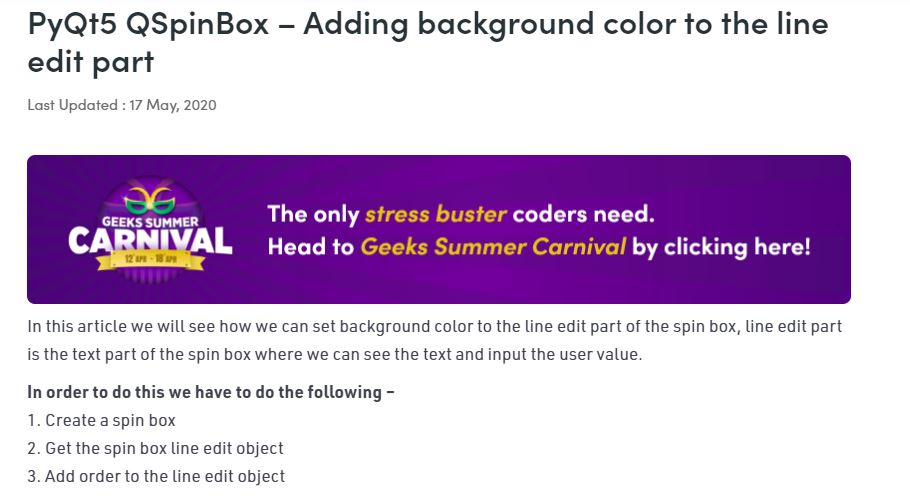 PyQt5 QSpinBox – Adding background color to the line
edit part
Last Updated : 17 May, 2020
GEEKS SUMMER
CARNIVAL
12 APR - 18 APR
The only stress buster coders need.
Head to Geeks Summer Carnival by clicking here!
In this article we will see how we can set background color to the line edit part of the spin box, line edit part
is the text part of the spin box where we can see the text and input the user value.
In order to do this we have to do the following –
1. Create a spin box
2. Get the spin box line edit object
3. Add order to the line edit object